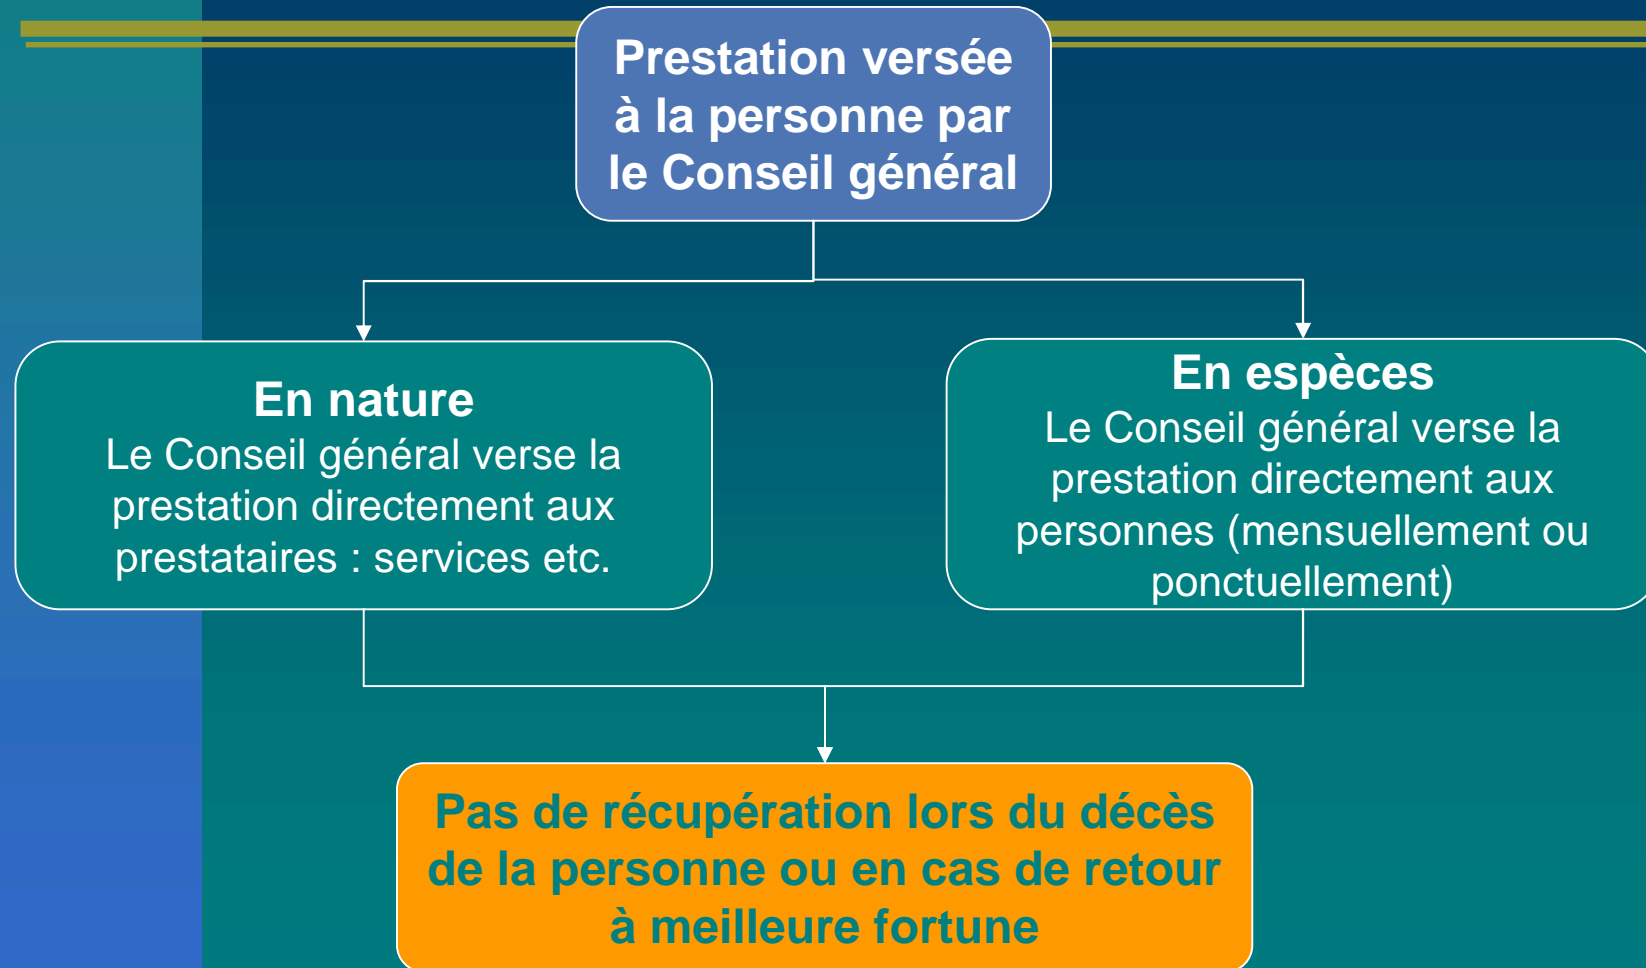 Prestation versée
à la personne par
le Conseil général
En nature
Le Conseil général verse la
prestation directement aux
prestataires : services etc.
En espèces
Le Conseil général verse la
prestation directement aux
personnes (mensuellement ou
ponctuellement)
Pas de récupération lors du décès
de la personne ou en cas de retour
à meilleure fortune